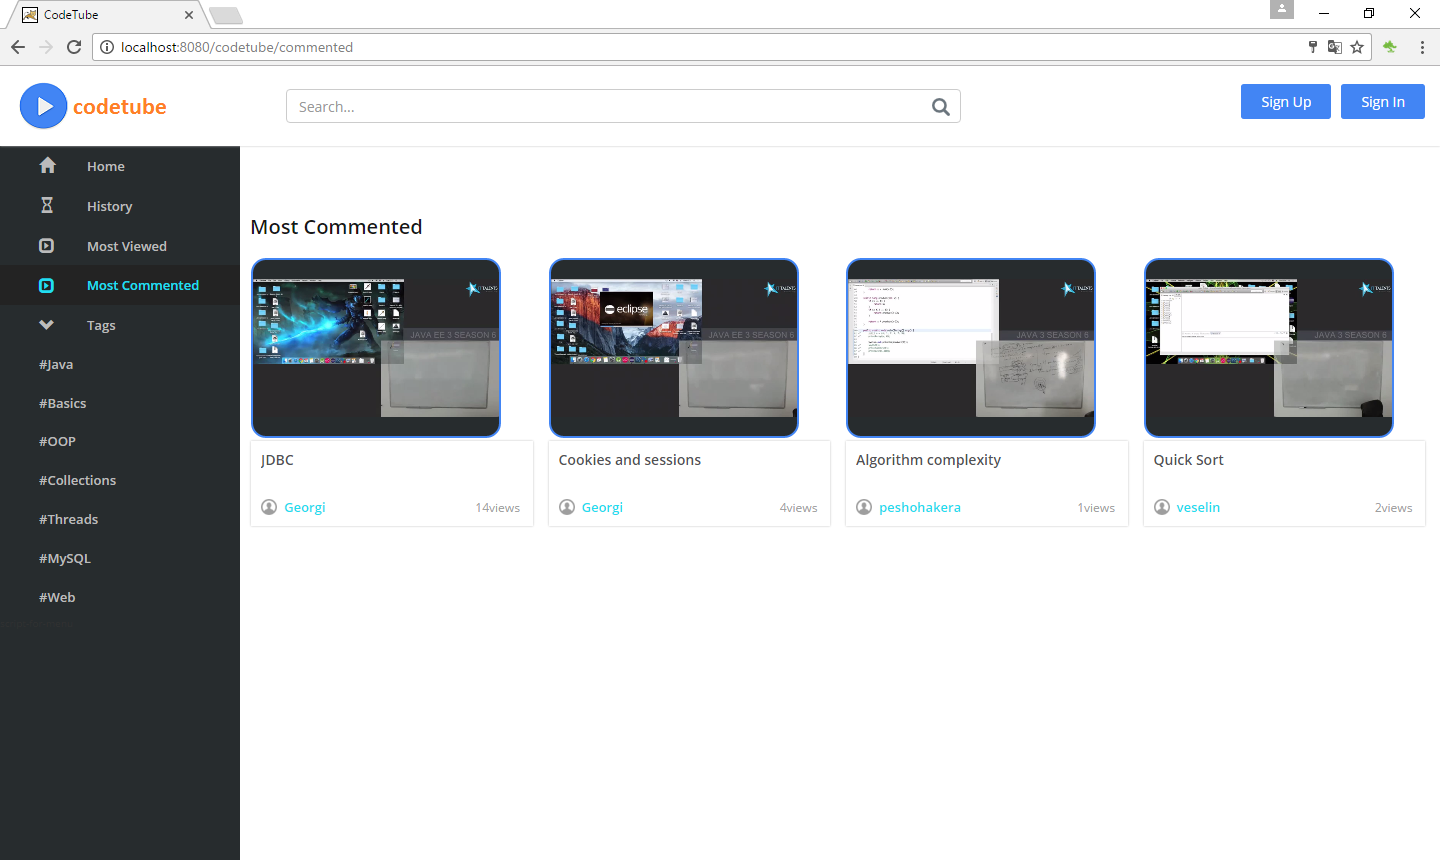 CodeTube
localhost:8080/codetube/commented
codetube
Search...
Sign Up
Sign In
Home
History
Most Viewed
Most Commented
Tags
#Java
#Basics
#OOP
#Collections
#Threads
#MySQL
#Web
Most Commented
JAVA EE 3 SEASON 6
eclipse
JAVA EE 3 SEASON 6
JAVA EE 3 SEASON 6
JAVA EE 3 SEASON 6
JDBC
Georgi
14views
Cookies and sessions
Georgi
4views
Algorithm complexity
peshohakera
1views
Quick Sort
veselin
2views